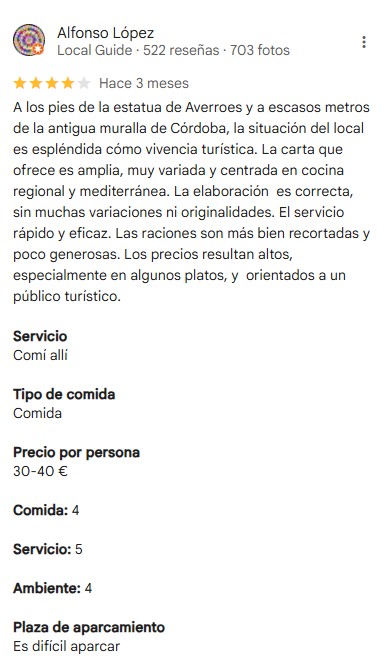 Alfonso López
Local Guide · 522 reseñas · 703 fotos
Hace 3 meses
A los pies de la estatua de Averroes y a escasos metros
de la antigua muralla de Córdoba, la situación del local
es espléndida cómo vivencia turística. La carta que
ofrece es amplia, muy variada y centrada en cocina
regional y mediterránea. La elaboración  es correcta,
sin muchas variaciones ni originalidades. El servicio
rápido y eficaz. Las raciones son más bien recortadas y
poco generosas. Los precios resultan altos,
especialmente en algunos platos, y  orientados a un
público turístico.
Servicio
Comí allí
Tipo de comida
Comida
Precio por persona
30-40 €
Comida: 4
Servicio: 5
Ambiente: 4
Plaza de aparcamiento
Es difícil aparcar